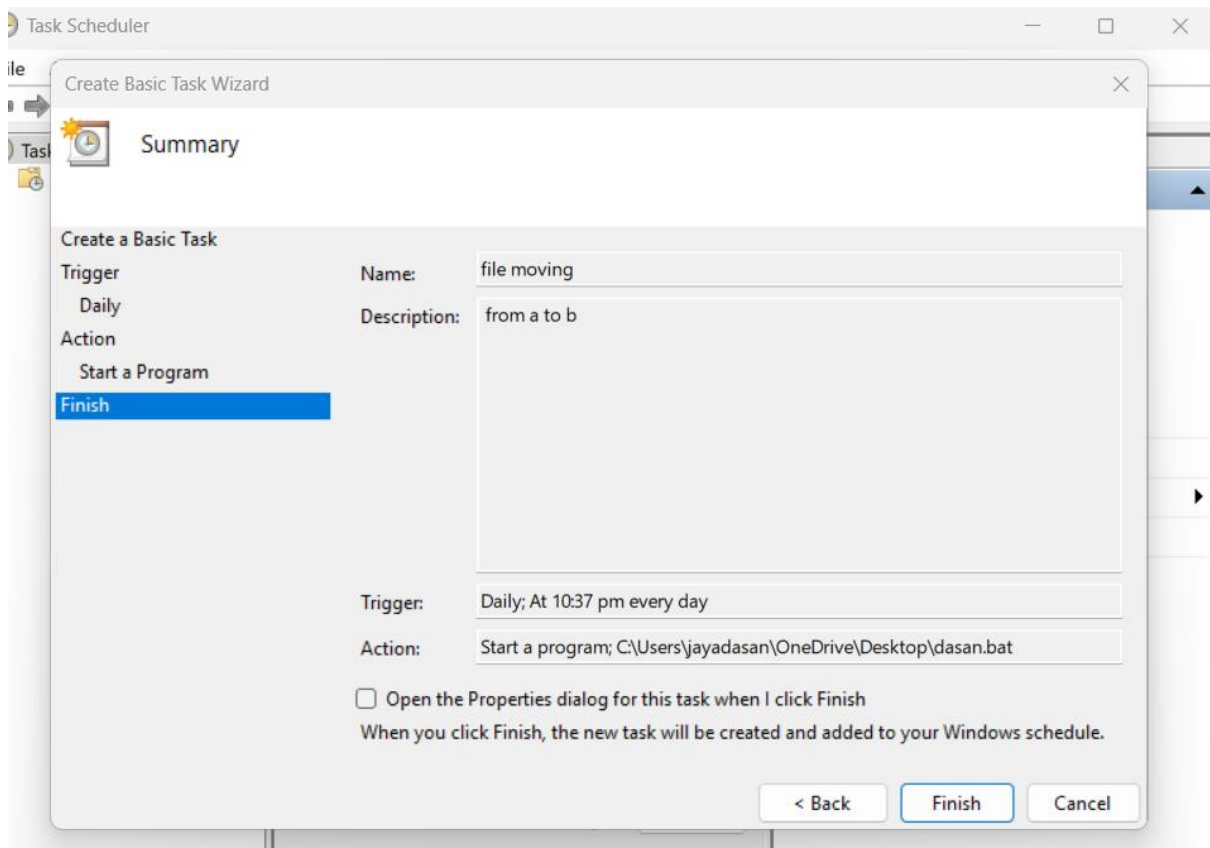 Task Scheduler
ile
Create Basic Task Wizard
Task
Summary
Create a Basic Task
Trigger
Daily
Action
Start a Program
Finish
Name:
file moving
Description:
from a to b
Trigger:
Daily; At 10:37 pm every day
Action:
Start a program; C:\Users\jayadasan\OneDrive\Desktop\dasan.bat
Open the Properties dialog for this task when I click Finish
When you click Finish, the new task will be created and added to your Windows schedule.
< Back
Finish
Cancel